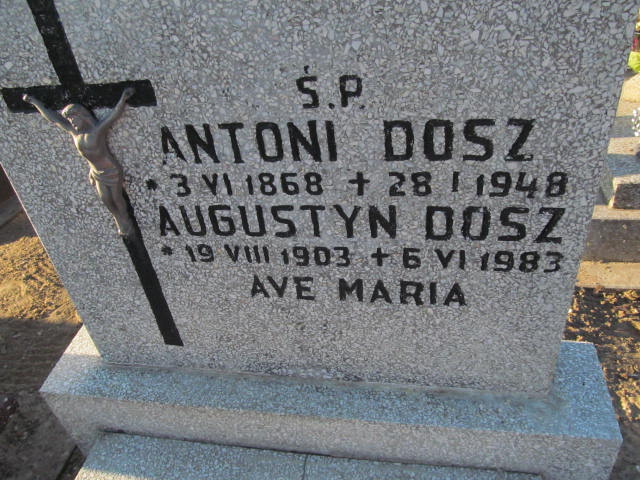 Ś.P.
ANTONI DOSZ
* 3 VI 1868 + 28 I 1948
AUGUSTYN DOSZ
* 19 VIII 1903 + 6 VI 1983
AVE MARIA